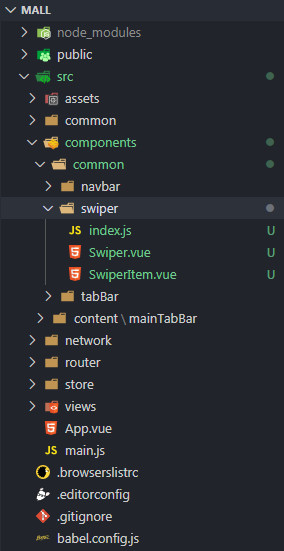 MALL
node_modules
public
src
assets
common
components
common
navbar
swiper
JS index.js U
Swiper.vue U
SwiperItem.vue U
tabBar
content \ mainTabBar
network
router
store
views
App.vue
JS main.js
.browserslistrc
.editorconfig
.gitignore
babel.config.js